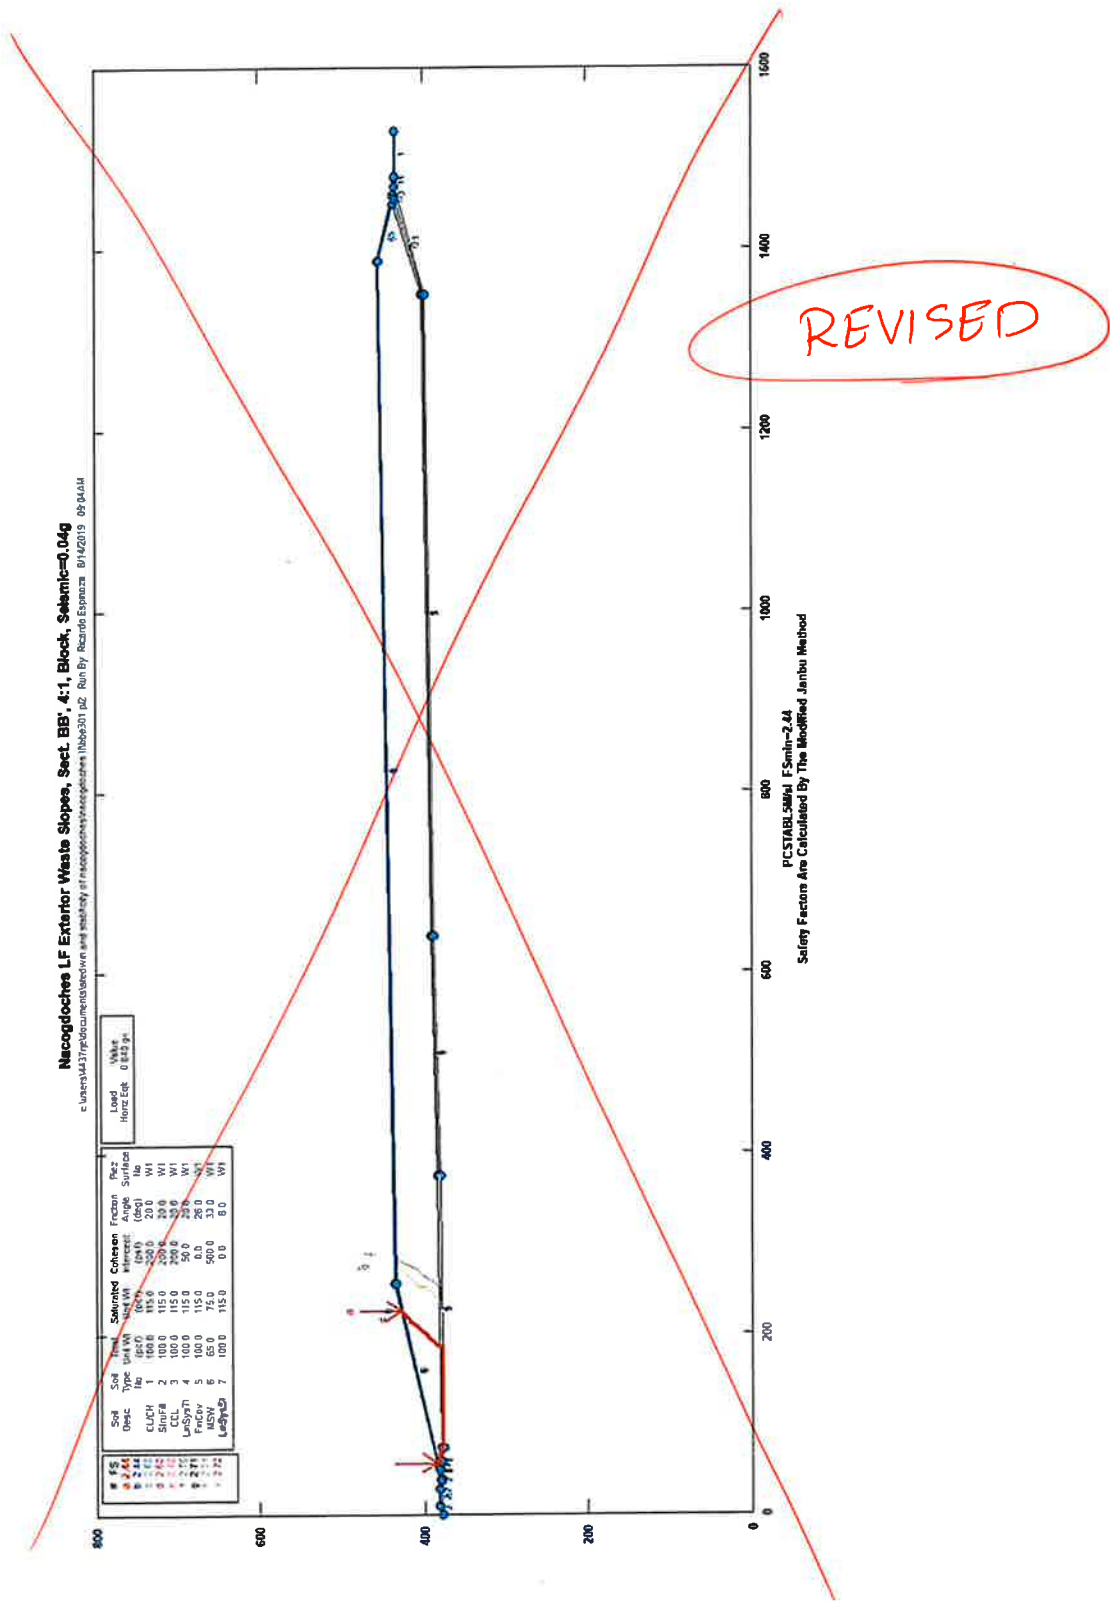 Nacogdoches LF Exterior Waste Slopes, Sect. BB', 4:1, Block, Seismic=0.04g
Run By Ricardo Espinoza 8/14/2019 09:04AM
# FS
a 2.44
b 2.44
Soil Soil Total Saturated Cohesion Friction Piez
Desc. Type Unit Wt Unit Wt Intercept Angle Surface
No (pcf) (pcf) (psf) (deg) No
CL/CH 1 100.0 115.0 200.0 20.0 W1
StruFill 2 100.0 115.0 200.0 20.0 W1
CCL 3 100.0 115.0 200.0 20.0 W1
4 100.0 115.0 50.0 20.0 W1
FnCov 5 100.0 115.0 0.0 26.0 W1
MSW 6 65.0 75.0 500.0 33.0 W1
7 100.0 115.0 0.0 8.0 W1
Load Value
Horiz Eqk 0.040 g<
800
600
400
200
0
0 200 400 600 800 1000 1200 1400 1600
PCSTABL5M/si FSmin=2.44
Safety Factors Are Calculated By The Modified Janbu Method
REVISED